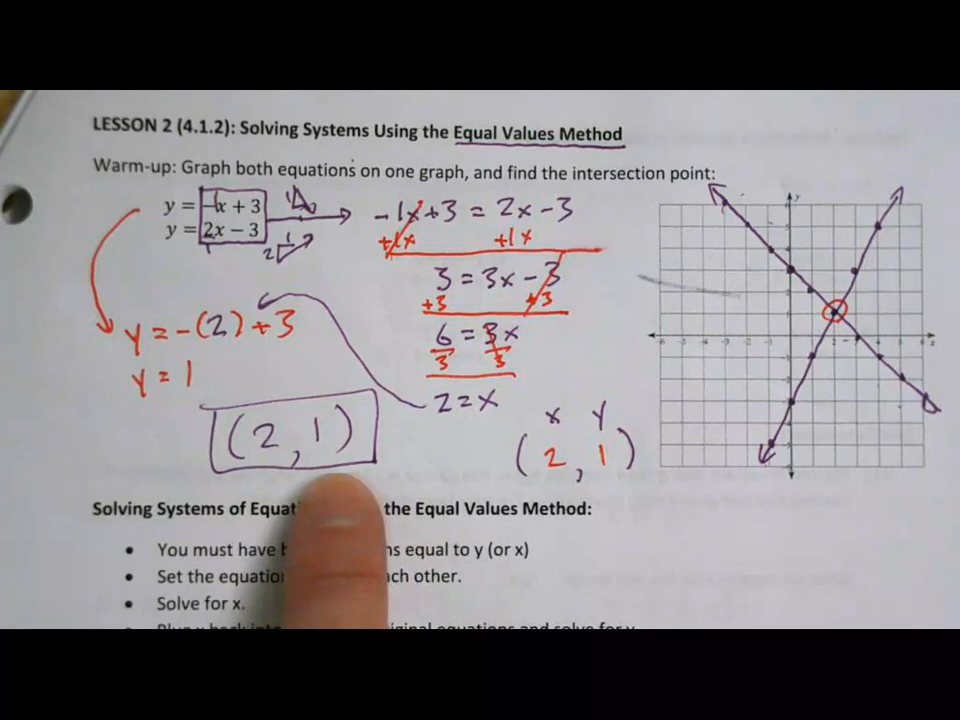 LESSON 2 (4.1.2): Solving Systems Using the Equal Values Method
Warm-up: Graph both equations on one graph, and find the intersection point:
y = -1x + 3
y = 2x − 3
-1x + 3 = 2x - 3
+1x +1x
3 = 3x - 3
+3 +3
6 = 3x
3 3
2 = x
y = -(2) + 3
y = 1
(2, 1)
x y
(2, 1)
Solving Systems of Equat the Equal Values Method:
• You must have b ns equal to y (or x)
• Set the equation ach other.
• Solve for x.